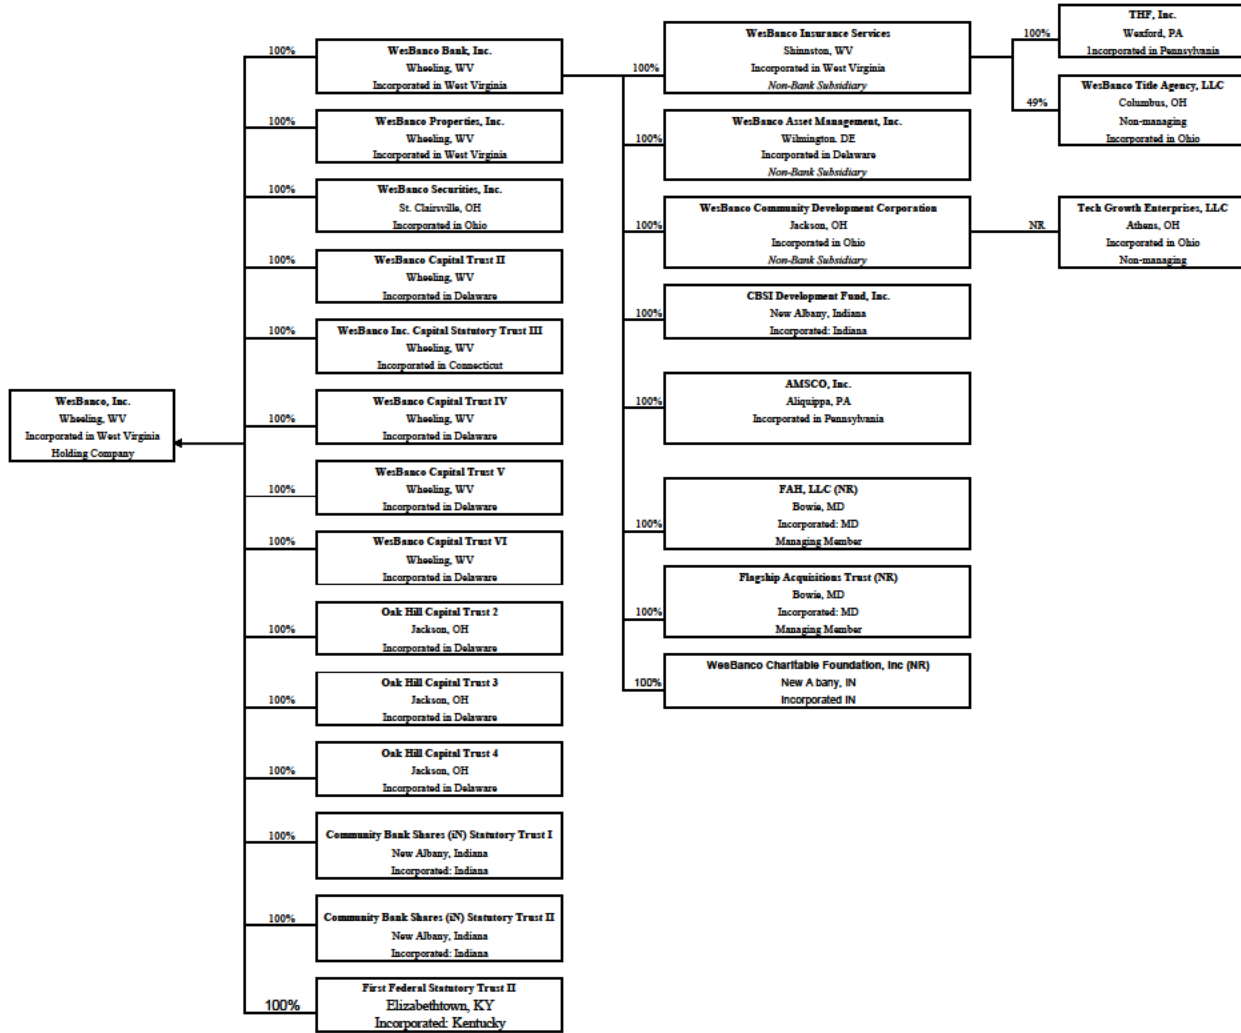 WesBanco, Inc.
Wheeling, WV
Incorporated in West Virginia
Holding Company
100%
WesBanco Bank, Inc.
Wheeling, WV
Incorporated in West Virginia
100%
WesBanco Properties, Inc.
Wheeling, WV
Incorporated in West Virginia
100%
WesBanco Securities, Inc.
St. Clairsville, OH
Incorporated in Ohio
100%
WesBanco Capital Trust II
Wheeling, WV
Incorporated in Delaware
100%
WesBanco Inc. Capital Statutory Trust III
Wheeling, WV
Incorporated in Connecticut
100%
WesBanco Capital Trust IV
Wheeling, WV
Incorporated in Delaware
100%
WesBanco Capital Trust V
Wheeling, WV
Incorporated in Delaware
100%
WesBanco Capital Trust VI
Wheeling, WV
Incorporated in Delaware
100%
Oak Hill Capital Trust 2
Jackson, OH
Incorporated in Delaware
100%
Oak Hill Capital Trust 3
Jackson, OH
Incorporated in Delaware
100%
Oak Hill Capital Trust 4
Jackson, OH
Incorporated in Delaware
100%
Community Bank Shares (iN) Statutory Trust I
New Albany, Indiana
Incorporated: Indiana
100%
Community Bank Shares (iN) Statutory Trust II
New Albany, Indiana
Incorporated: Indiana
100%
First Federal Statutory Trust II
Elizabethtown, KY
Incorporated: Kentucky
100%
WesBanco Insurance Services
Shinnston, WV
Incorporated in West Virginia
Non-Bank Subsidiary
100%
WesBanco Asset Management, Inc.
Wilmington. DE
Incorporated in Delaware
Non-Bank Subsidiary
100%
WesBanco Community Development Corporation
Jackson, OH
Incorporated in Ohio
Non-Bank Subsidiary
100%
CBSI Development Fund, Inc.
New Albany, Indiana
Incorporated: Indiana
100%
AMSCO, Inc.
Aliquippa, PA
Incorporated in Pennsylvania
100%
FAH, LLC (NR)
Bowie, MD
Incorporated: MD
Managing Member
100%
Flagship Acquisitions Trust (NR)
Bowie, MD
Incorporated: MD
Managing Member
100%
WesBanco Charitable Foundation, Inc (NR)
New A bany, IN
Incorporated IN
100%
THF, Inc.
Wexford, PA
Incorporated in Pennsylvania
49%
WesBanco Title Agency, LLC
Columbus, OH
Non-managing
Incorporated in Ohio
NR
Tech Growth Enterprises, LLC
Athens, OH
Incorporated in Ohio
Non-managing